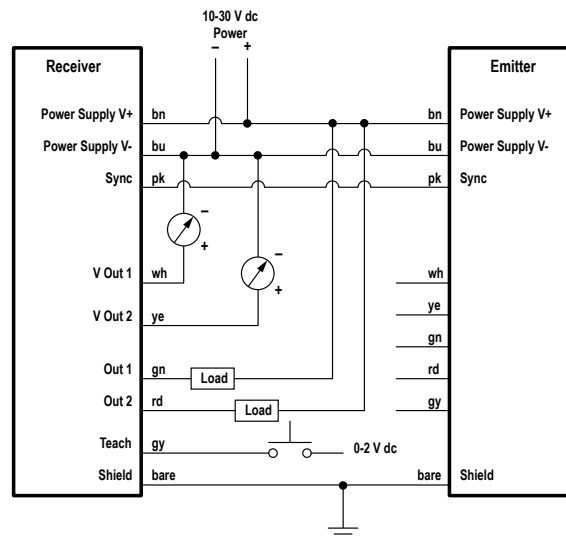 10-30 V dc
Power
– +
Receiver
Emitter
Power Supply V+ bn
bn Power Supply V+
Power Supply V- bu
bu Power Supply V-
Sync pk
pk Sync
–
+
–
+
V Out 1 wh
wh
V Out 2 ye
ye
gn
Out 1 gn
Load
rd
Out 2 rd
Load
gy
Teach gy
0-2 V dc
Shield bare
bare Shield